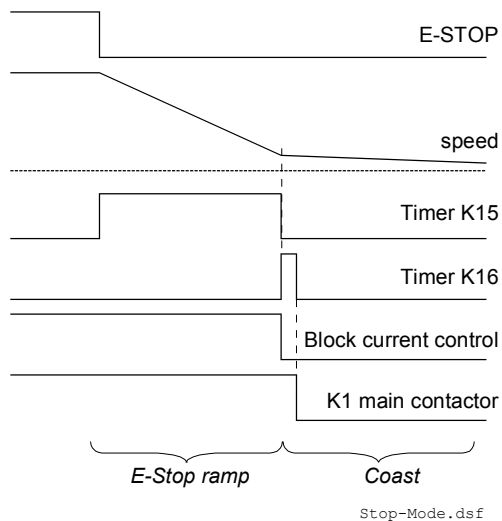 E-STOP
speed
Timer K15
Timer K16
Block current control
K1 main contactor
E-Stop ramp
Coast
Stop-Mode.dsf